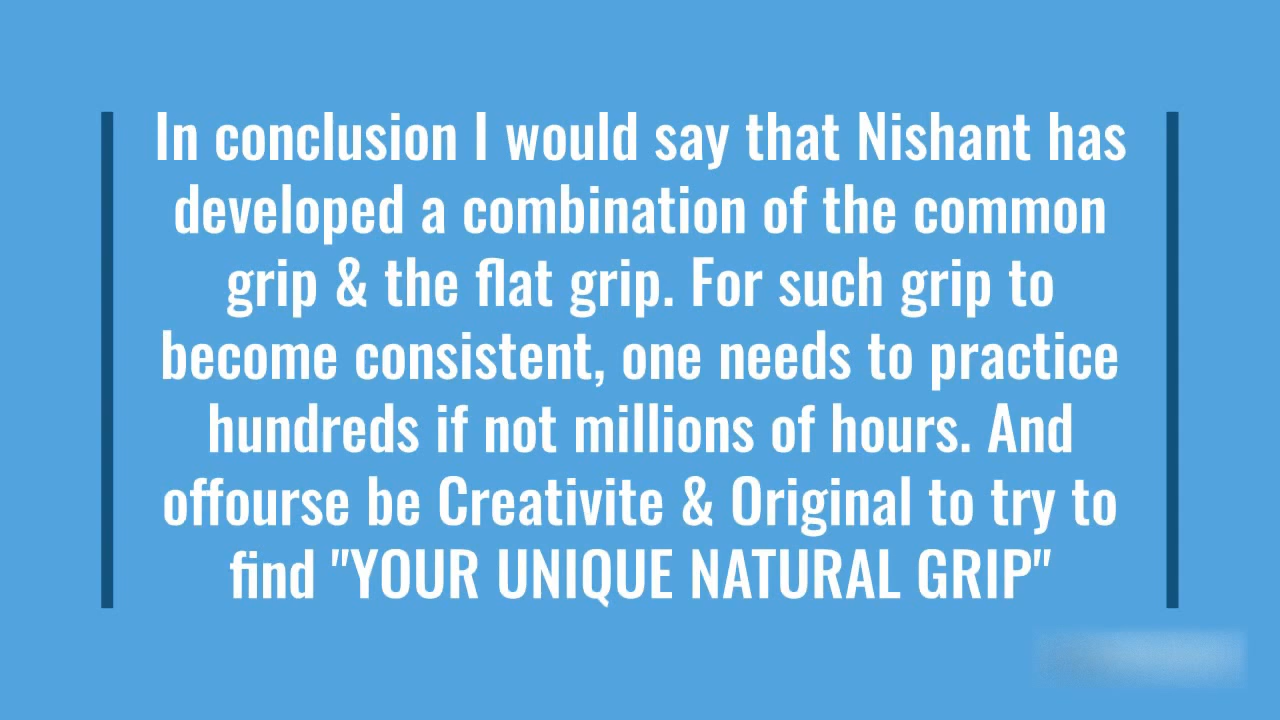 In conclusion I would say that Nishant has
developed a combination of the common
grip & the flat grip. For such grip to
become consistent, one needs to practice
hundreds if not millions of hours. And
offourse be Creativite & Original to try to
find "YOUR UNIQUE NATURAL GRIP"